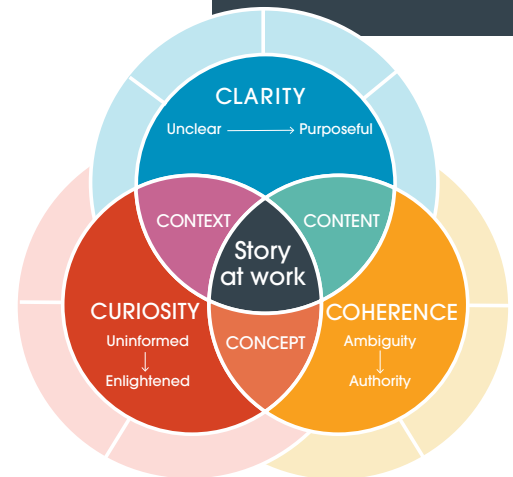 CLARITY
Unclear → Purposeful
CONTEXT
CONTENT
Story
at work
CURIOSITY
Uninformed
↓
Enlightened
CONCEPT
COHERENCE
Ambiguity
↓
Authority